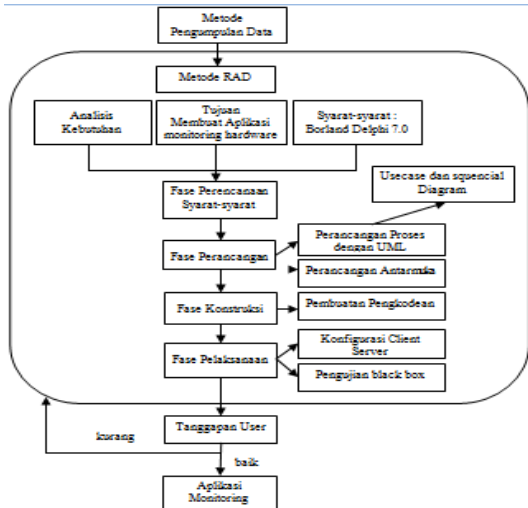 Metode
Pengumpulan Data
Metode RAD
Analisis
Kebutuhan
Tujuan
Membuat Aplikasi
monitoring hardware
Syarat-syarat :
Borland Delphi 7.0
Usecase dan squencial
Diagram
Fase Perencanaan
Syarat-syarat
Perancangan Proses
dengan UML
Fase Perancangan
Perancangan Antarmuka
Fase Konstruksi
Pembuatan Pengkodean
Konfigurasi Client
Server
Fase Pelaksanaan
Pengujian black box
Tanggapan User
kurang
baik
Aplikasi
Monitoring